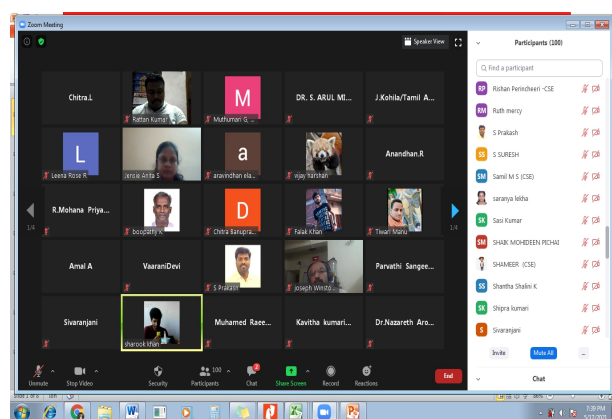 Zoom Meeting
Speaker View
Participants (100)
Find a participant
Chitra.L
Rattan Kumar
M
Muthumari G, ...
DR. S. ARUL MI...
J.Kohila/Tamil A...
L
Leena Rose R
Jensie Anita S
a
aravindhan ela...
vijay harshan
Anandhan.R
R.Mohana Priya...
boopathy K
D
Chitra Banupra...
Falak Khan
Tiwari Manu
1/4
1/4
Amal A
VaaraniDevi
S Prakash
Joseph Winsto...
Parvathi Sangee...
Sivaranjani
sharook khan
Muhamed Raee...
Kavitha kumari...
Dr.Nazareth Aro...
RP Rishan Perincheeri -CSE
RM Ruth mercy
S Prakash
SS S SURESH
SM Samil M S (CSE)
saranya lekha
SK Sasi Kumar
SM SHAIK MOHIDEEN PICHAI
SHAMEER (CSE)
SS Shantha Shalini K
SK Shipra kumari
S Sivaranjani
Invite
Mute All
...
Chat
Unmute
Stop Video
Security
100
Participants
Chat
Share Screen
Record
Reactions
End
7:39 PM